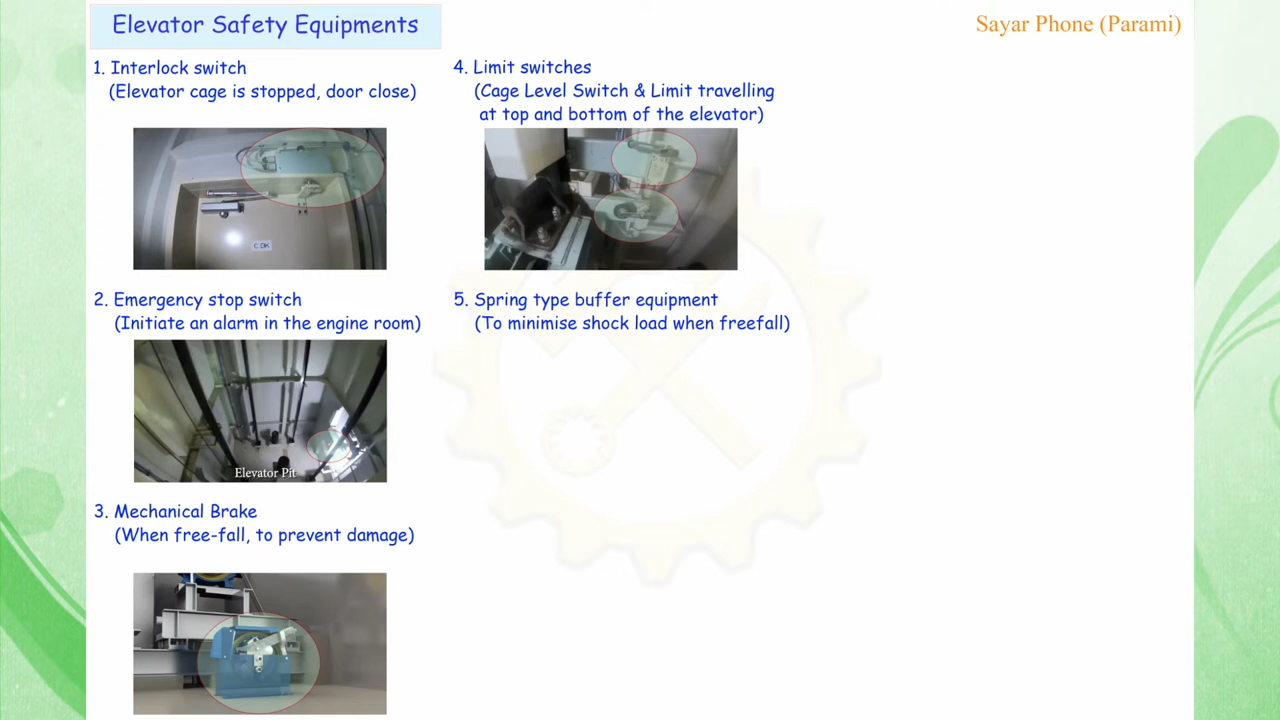 Elevator Safety Equipments
Sayar Phone (Parami)
1. Interlock switch
(Elevator cage is stopped, door close)
C DK
2. Emergency stop switch
(Initiate an alarm in the engine room)
Elevator Pit
3. Mechanical Brake
(When free-fall, to prevent damage)
4. Limit switches
(Cage Level Switch & Limit travelling
at top and bottom of the elevator)
5. Spring type buffer equipment
(To minimise shock load when freefall)